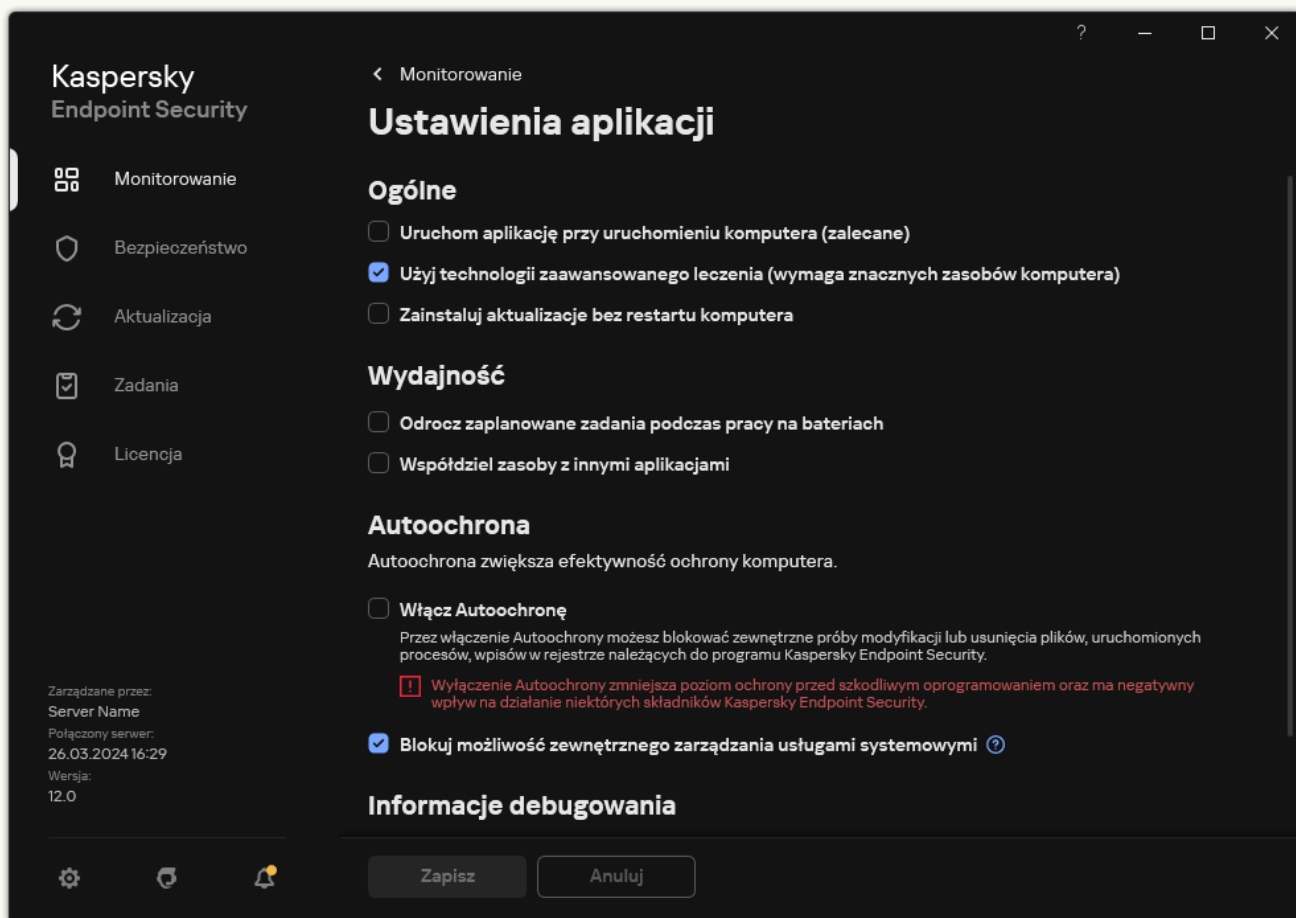 ?
Kaspersky
Endpoint Security
Monitorowanie
Bezpieczeństwo
Aktualizacja
Zadania
Licencja
Zarządzane przez:
Server Name
Połączony serwer:
26.03.2024 16:29
Wersja:
12.0
Monitorowanie
Ustawienia aplikacji
Ogólne
Uruchom aplikację przy uruchomieniu komputera (zalecane)
Użyj technologii zaawansowanego leczenia (wymaga znacznych zasobów komputera)
Zainstaluj aktualizacje bez restartu komputera
Wydajność
Odrocz zaplanowane zadania podczas pracy na bateriach
Współdziel zasoby z innymi aplikacjami
Autoochrona
Autoochrona zwiększa efektywność ochrony komputera.
Włącz Autoochronę
Przez włączenie Autoochrony możesz blokować zewnętrzne próby modyfikacji lub usunięcia plików, uruchomionych
procesów, wpisów w rejestrze należących do programu Kaspersky Endpoint Security.
Wyłączenie Autoochrony zmniejsza poziom ochrony przed szkodliwym oprogramowaniem oraz ma negatywny
wpływ na działanie niektórych składników Kaspersky Endpoint Security.
Blokuj możliwość zewnętrznego zarządzania usługami systemowymi ?
Informacje debugowania
Zapisz
Anuluj